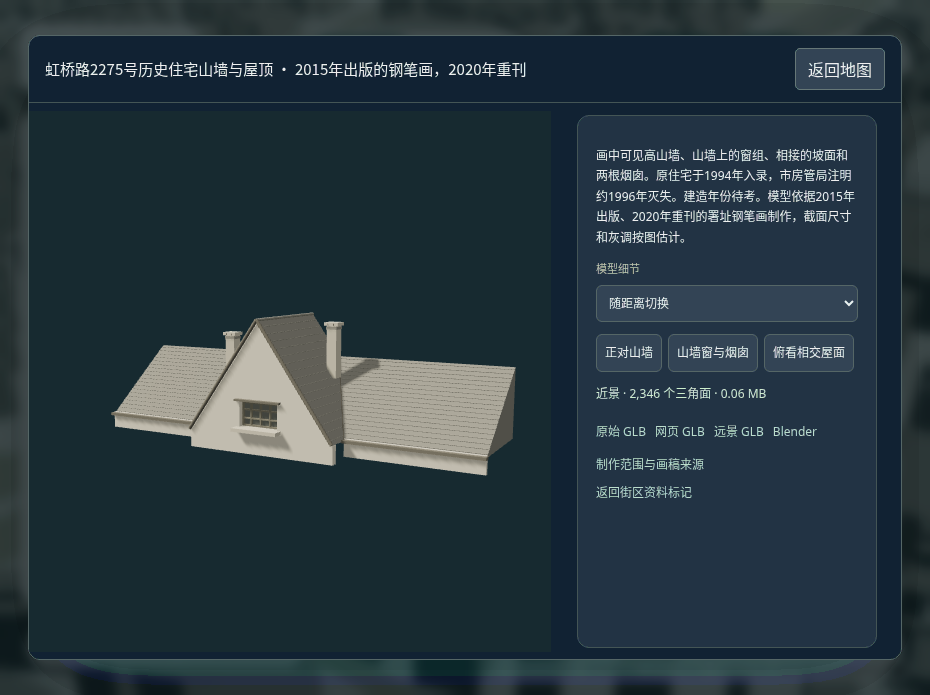 虹桥路2275号历史住宅山墙与屋顶 · 2015年出版的钢笔画，2020年重刊
返回地图
画中可见高山墙、山墙上的窗组、相接的坡面和
两根烟囱。原住宅于1994年入录，市房管局注明
约1996年灭失。建造年份待考。模型依据2015年
出版、2020年重刊的署址钢笔画制作，截面尺寸
和灰调按图估计。
模型细节
随距离切换
正对山墙 山墙窗与烟囱 俯看相交屋面
近景 · 2,346 个三角面 · 0.06 MB
原始 GLB 网页 GLB 远景 GLB Blender
制作范围与画稿来源
返回街区资料标记